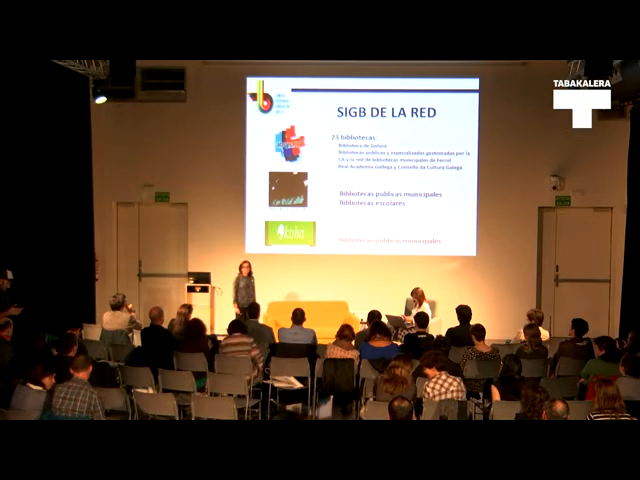 TABAKALERA
SIGB DE LA RED
73 bibliotecas:
Biblioteca de Galicia
Bibliotecas públicas y especializadas gestionadas por la
CA y la red de bibliotecas municipales de Ferrol
Real Academia Gallega y Consello da Cultura Galega
Bibliotecas públicas municipales
Bibliotecas escolares
koha
Bibliotecas públicas municipales